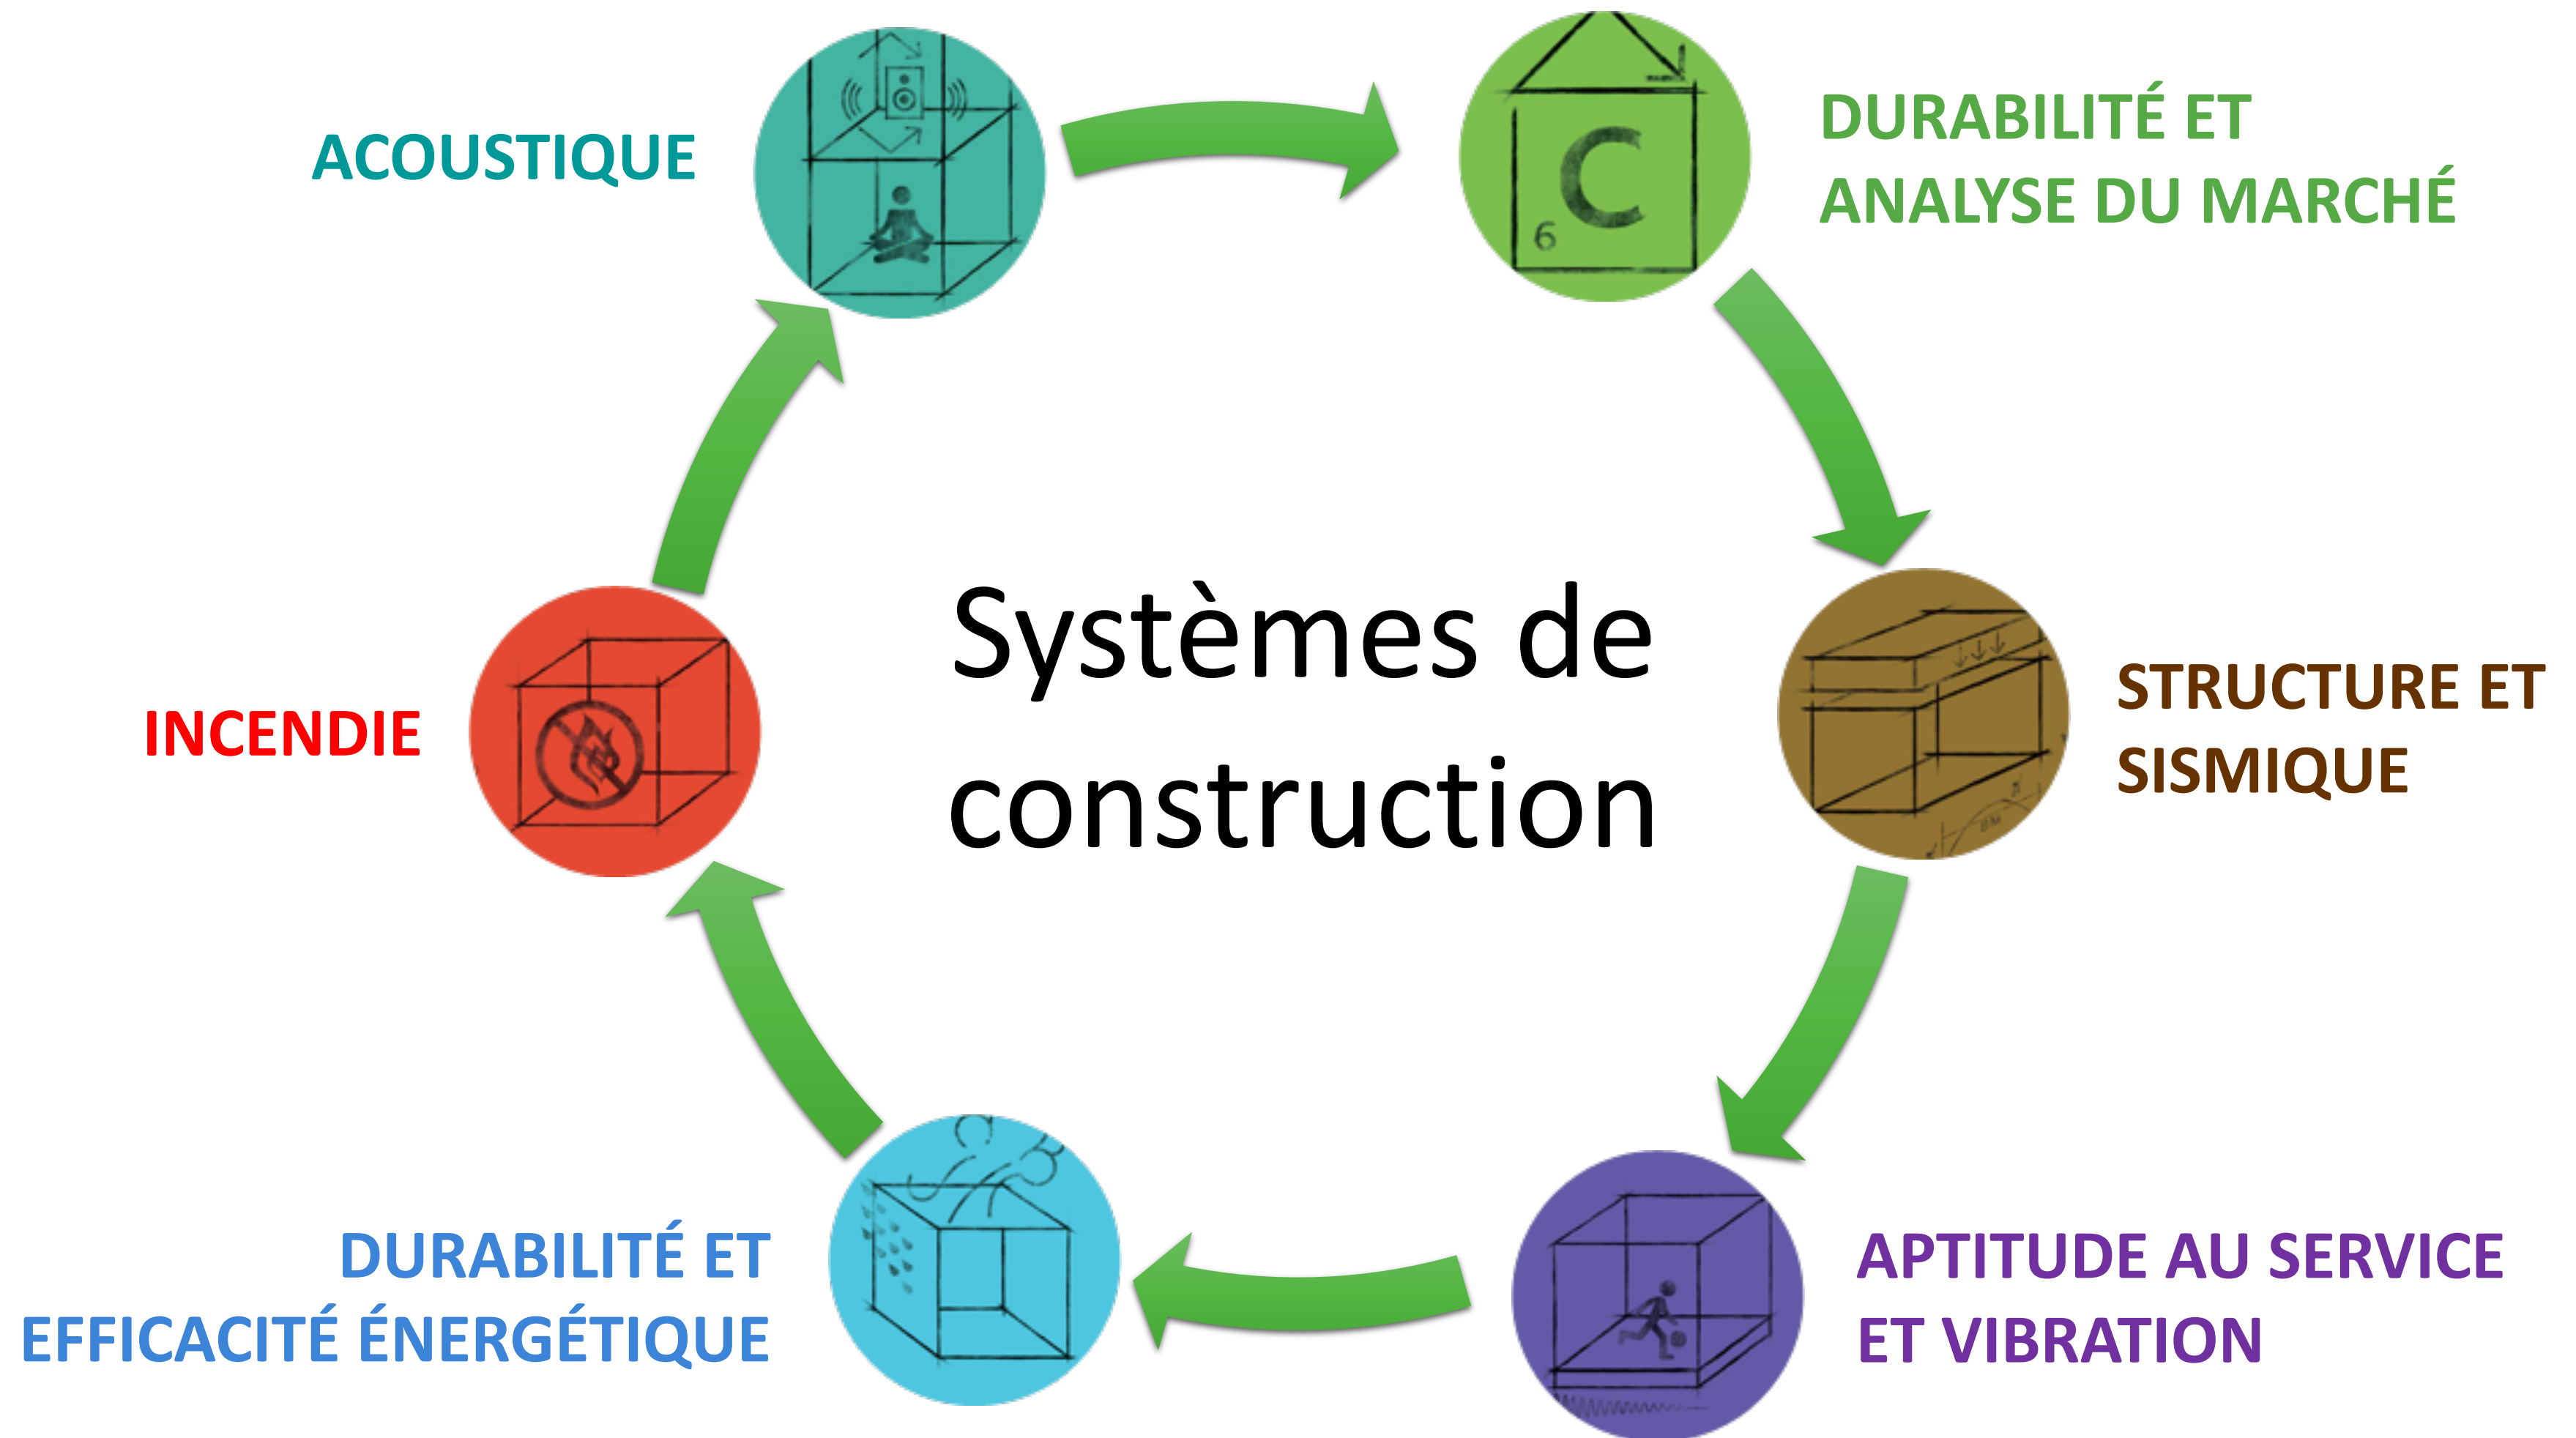 ACOUSTIQUE
C
6
DURABILITÉ ET
ANALYSE DU MARCHÉ
Systèmes de
construction
STRUCTURE ET
SISMIQUE
INCENDIE
DURABILITÉ ET
EFFICACITÉ ÉNERGÉTIQUE
APTITUDE AU SERVICE
ET VIBRATION